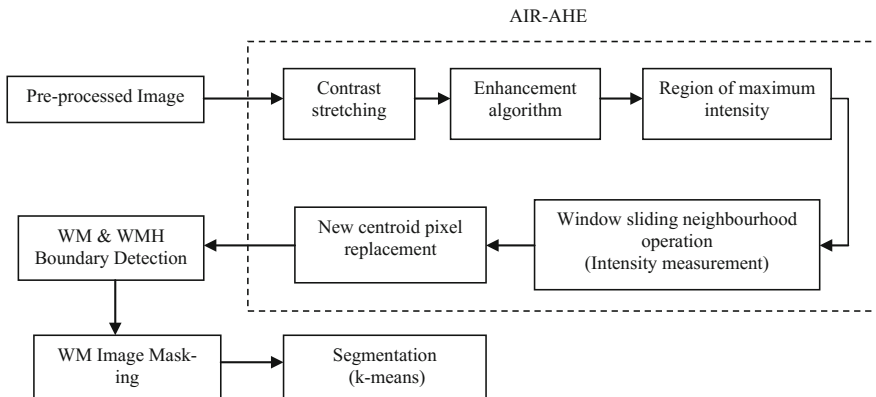 AIR-AHE
Pre-processed Image
Contrast
stretching
Enhancement
algorithm
Region of maximum
intensity
Window sliding neighbourhood
operation
(Intensity measurement)
New centroid pixel
replacement
WM & WMH
Boundary Detection
WM Image Mask-
ing
Segmentation
(k-means)